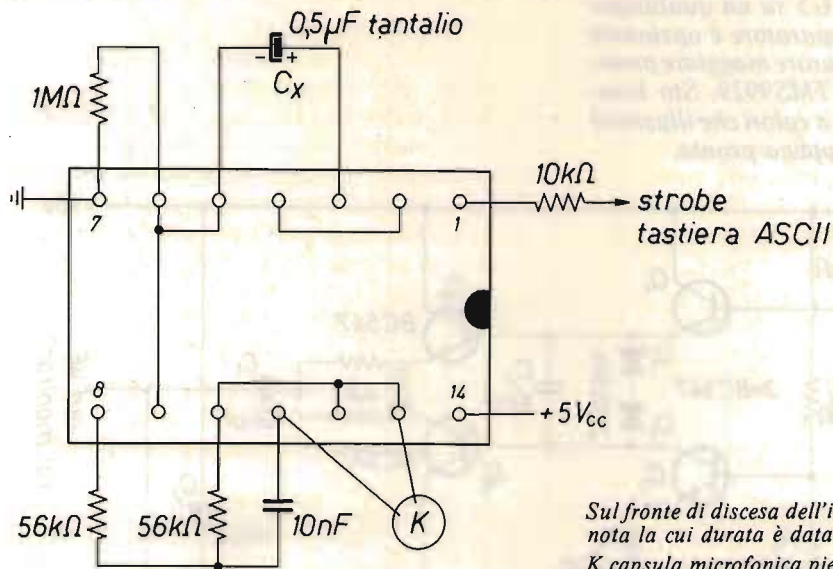 0,5µF tantalio
- +
1MΩ
Cx
10kΩ
7
1
strobe
tastiera ASCII
8
14
+5Vcc
56kΩ
56kΩ
10nF
K
Sul fronte di discesa dell'i
nota la cui durata è data
K capsula microfonica pie